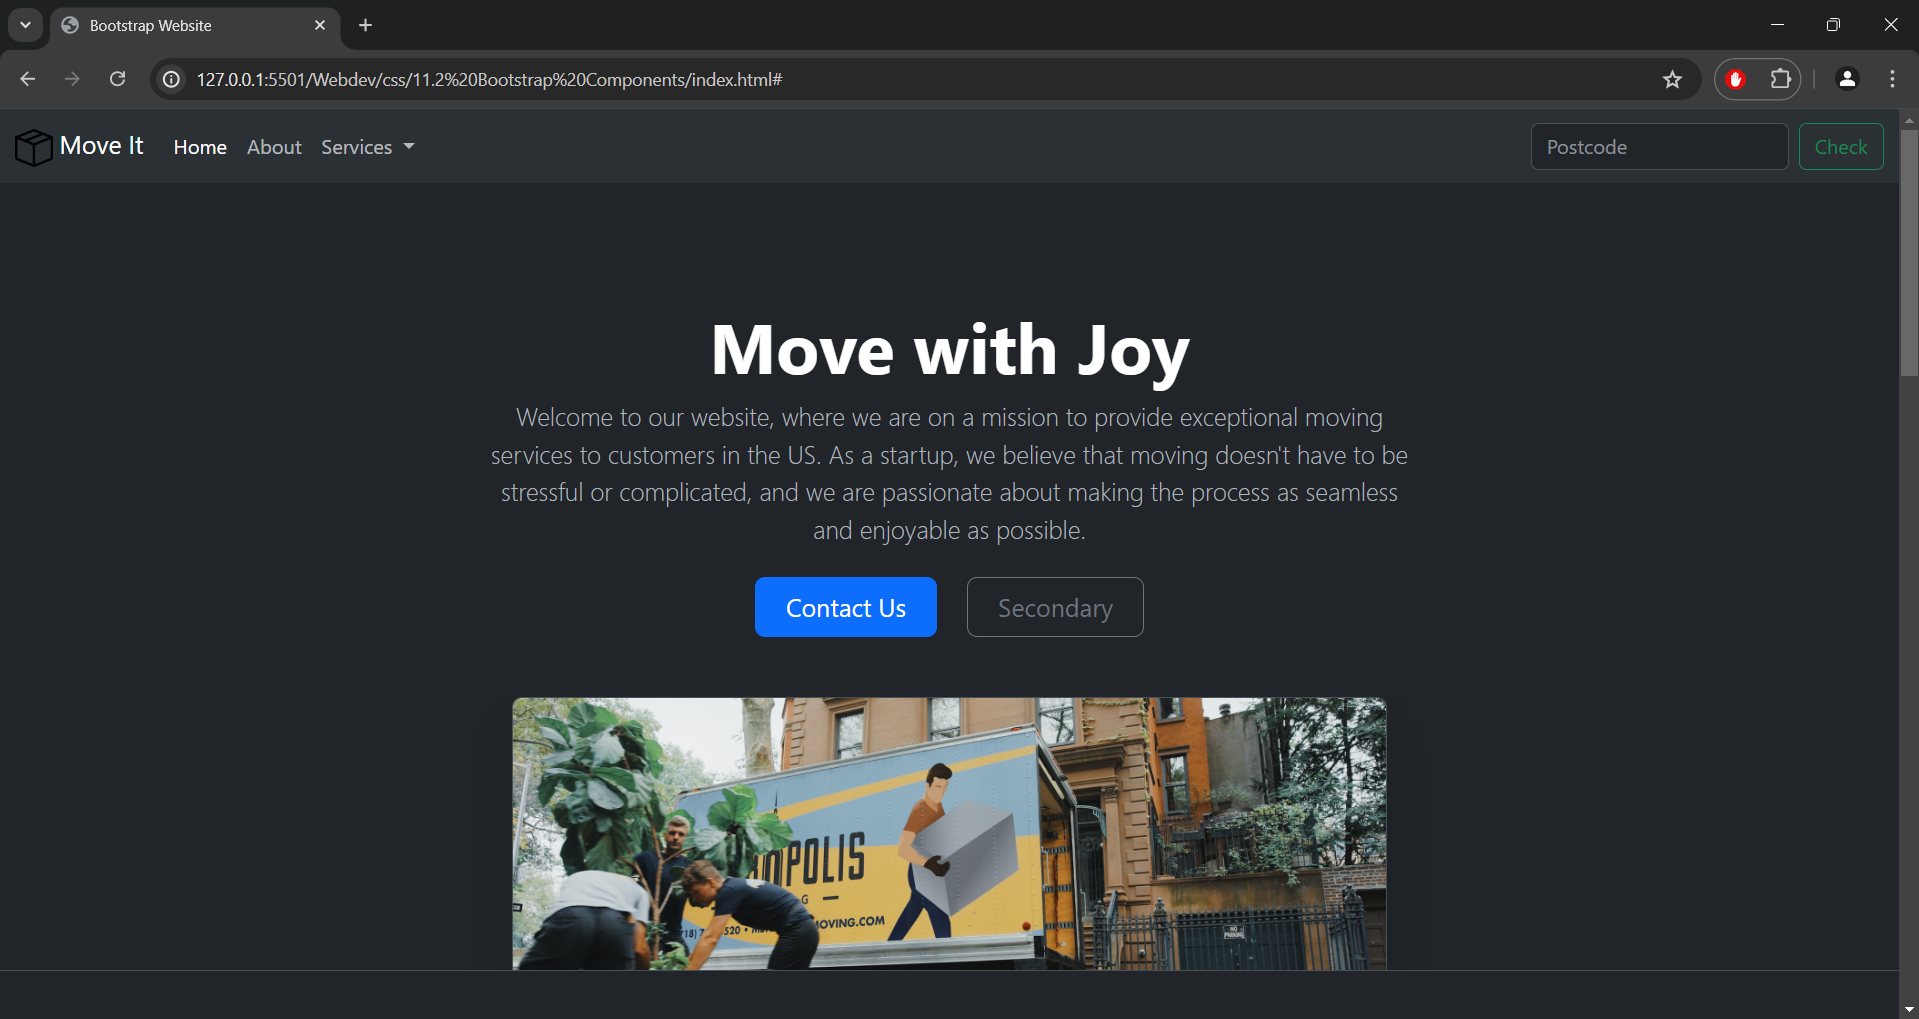 Bootstrap Website
127.0.0.1:5501/Webdev/css/11.2%20Bootstrap%20Components/index.html#
Move It Home About Services Postcode Check
Move with Joy
Welcome to our website, where we are on a mission to provide exceptional moving
services to customers in the US. As a startup, we believe that moving doesn't have to be
stressful or complicated, and we are passionate about making the process as seamless
and enjoyable as possible.
Contact Us Secondary
POLIS
G
MOVING.COM
NO
PARKING